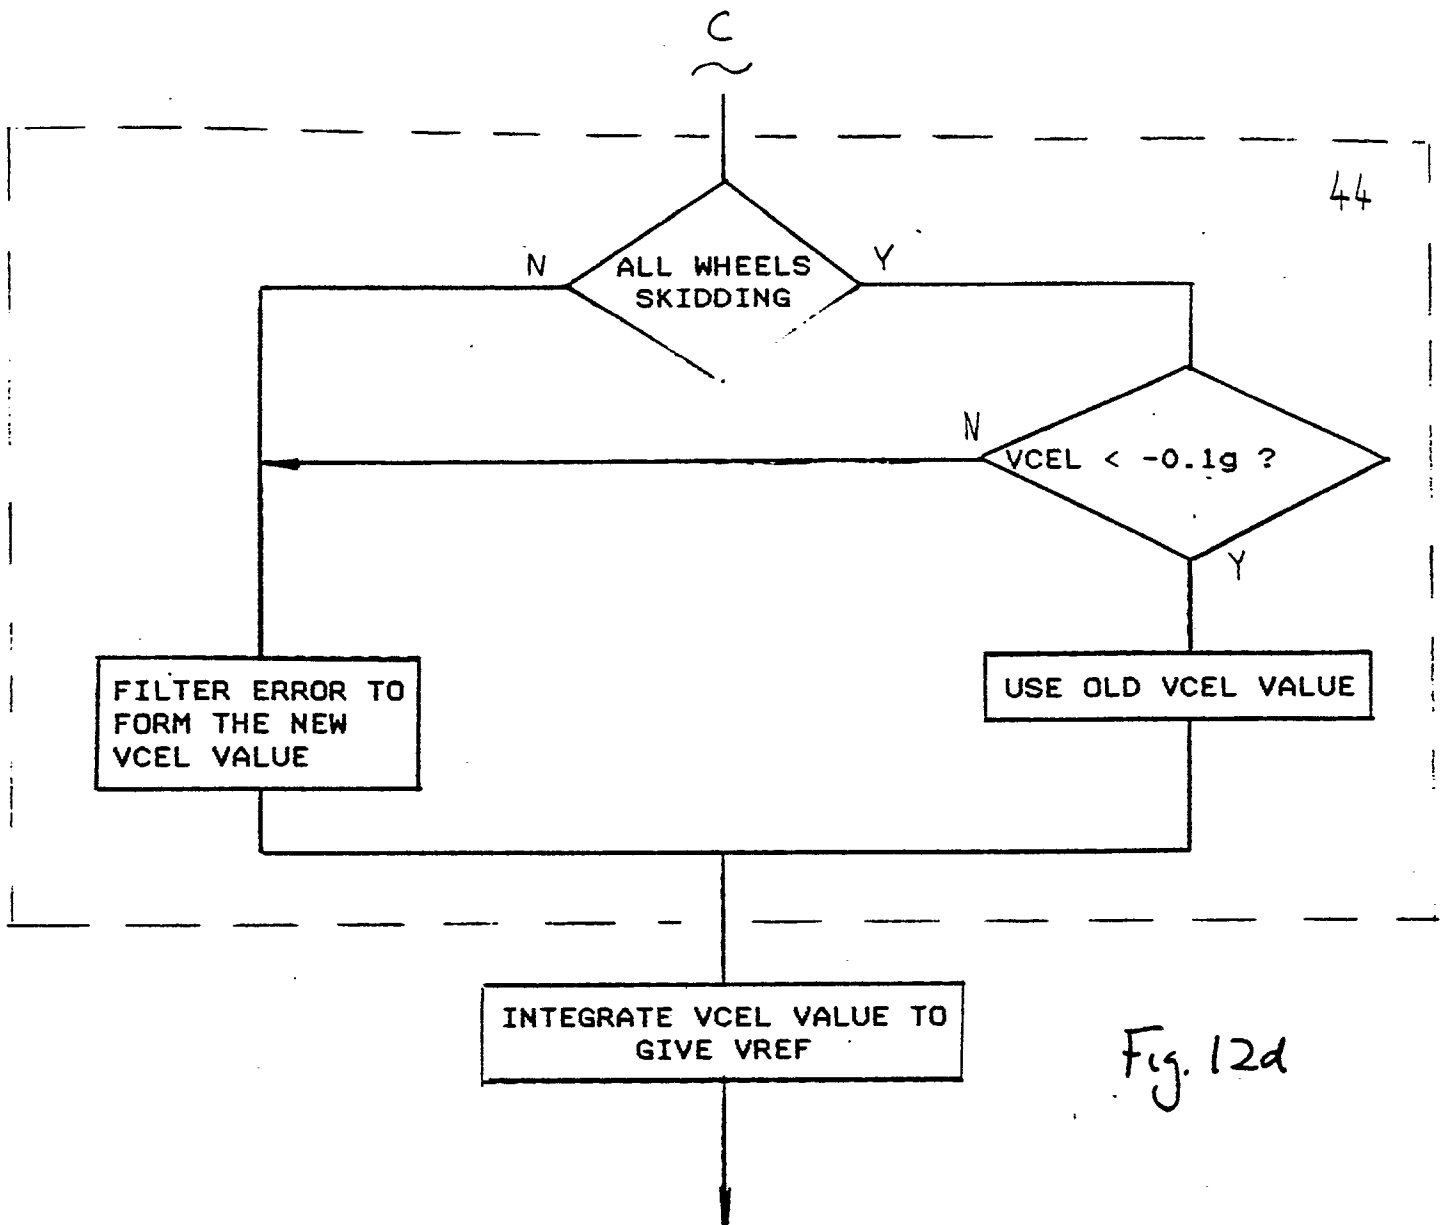 C
44
N
ALL WHEELS
SKIDDING
Y
N
VCEL < -0.1g ?
Y
FILTER ERROR TO
FORM THE NEW
VCEL VALUE
USE OLD VCEL VALUE
INTEGRATE VCEL VALUE TO
GIVE VREF
Fig. 12d